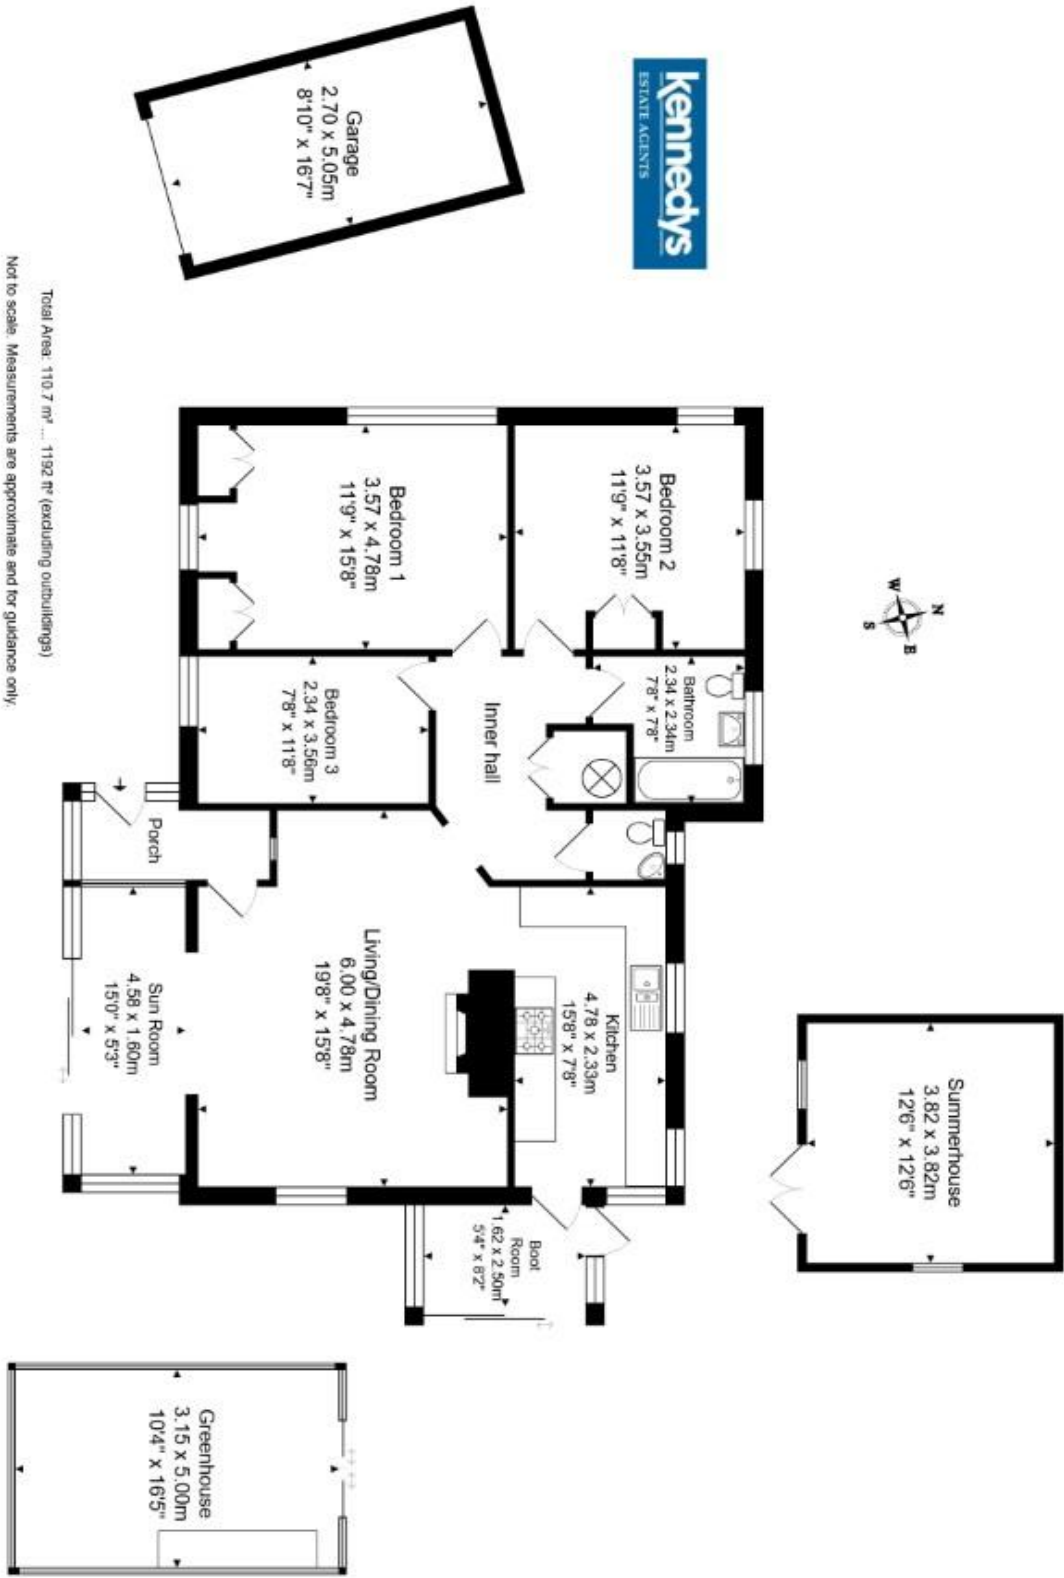 kennedys
ESTATE AGENTS
Garage
2.70 x 5.05m
8'10" x 16'7"
N
W
E
S
Summerhouse
3.82 x 3.82m
12'6" x 12'6"
Bedroom 2
3.57 x 3.55m
11'9" x 11'8"
Bathroom
2.34 x 2.34m
7'8" x 7'8"
Kitchen
4.78 x 2.33m
15'8" x 7'8"
Boot
Room
1.62 x 2.50m
5'4" x 8'2"
Inner hall
Bedroom 1
3.57 x 4.78m
11'9" x 15'8"
Bedroom 3
2.34 x 3.56m
7'8" x 11'8"
Living/Dining Room
6.00 x 4.78m
19'8" x 15'8"
Porch
Sun Room
4.58 x 1.60m
15'0" x 5'3"
Greenhouse
3.15 x 5.00m
10'4" x 16'5"
Total Area: 110.7 m² ... 1192 ft² (excluding outbuildings)
Not to scale. Measurements are approximate and for guidance only.